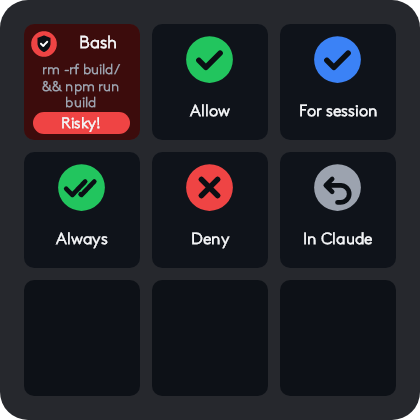 Bash
rm -rf build/
&& npm run
build
Risky!
Allow
For session
Always
Deny
In Claude